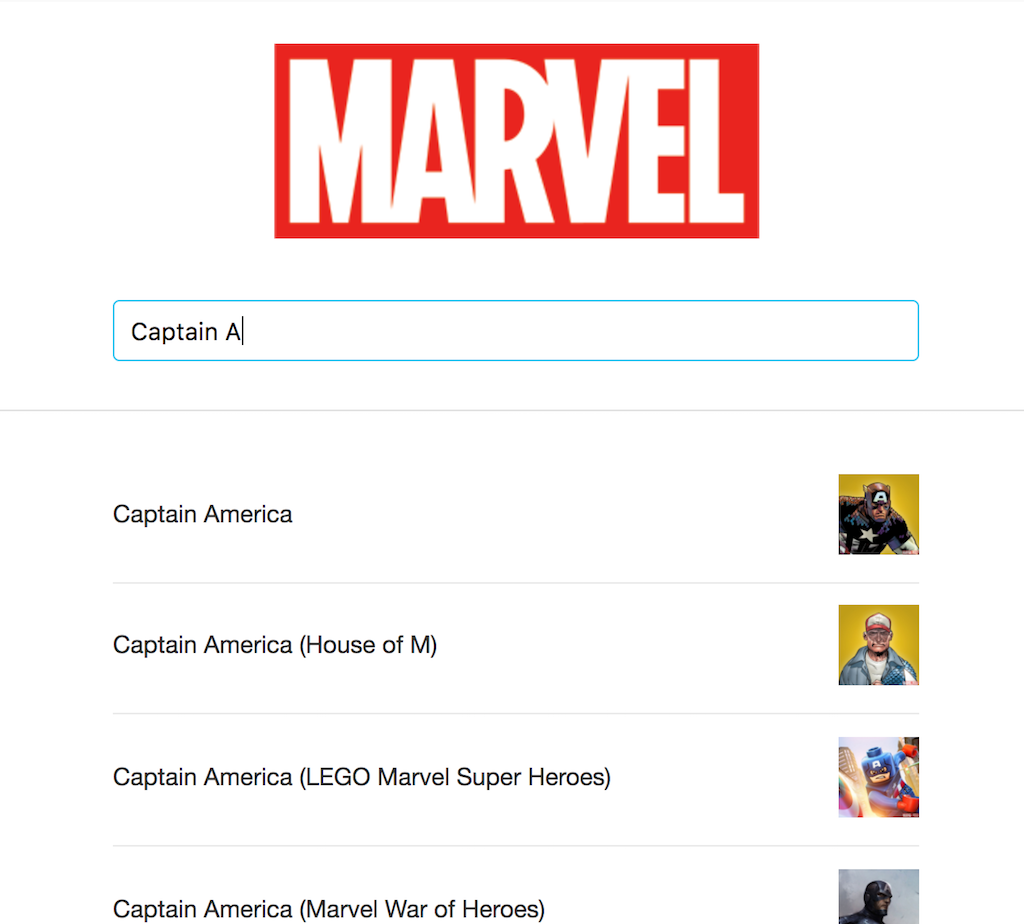 MARVEL
Captain A
Captain America
Captain America (House of M)
Captain America (LEGO Marvel Super Heroes)
Captain America (Marvel War of Heroes)